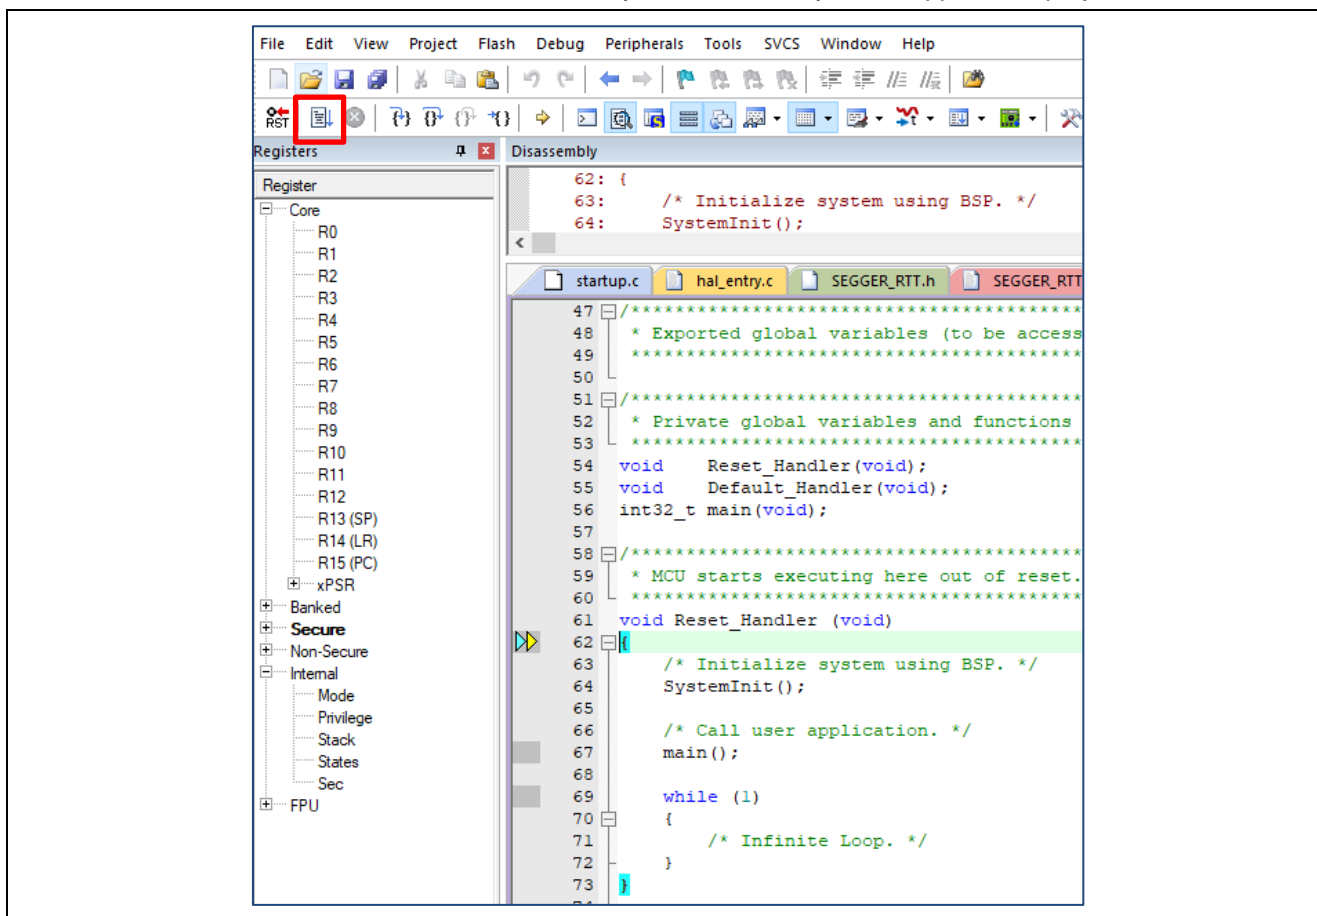 File Edit View Project Flash Debug Peripherals Tools SVCS Window Help
RST
Registers
Disassembly
Register
Core
R0
R1
R2
R3
R4
R5
R6
R7
R8
R9
R10
R11
R12
R13 (SP)
R14 (LR)
R15 (PC)
xPSR
Banked
Secure
Non-Secure
Internal
Mode
Privilege
Stack
States
Sec
FPU
62: {
63: /* Initialize system using BSP. */
64: SystemInit();
startup.c hal_entry.c SEGGER_RTT.h SEGGER_RTT
47 /*****************************************
48 * Exported global variables (to be access
49 *****************************************
50
51 /*****************************************
52 * Private global variables and functions
53 *****************************************
54 void Reset_Handler(void);
55 void Default_Handler(void);
56 int32_t main(void);
57
58 /*****************************************
59 * MCU starts executing here out of reset.
60 *****************************************
61 void Reset_Handler (void)
62 {
63 /* Initialize system using BSP. */
64 SystemInit();
65
66 /* Call user application. */
67 main();
68
69 while (1)
70 {
71 /* Infinite Loop. */
72 }
73 }